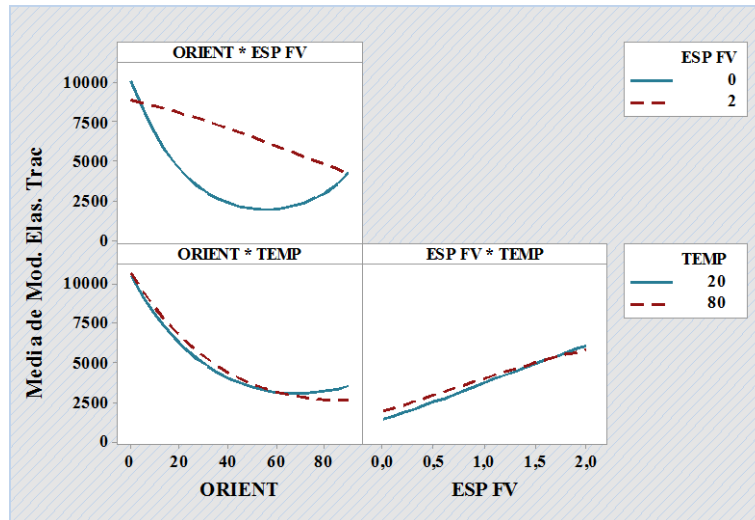 Media de Mod. Elas. Trac
ORIENT * ESP FV
10000
7500
5000
2500
0
ESP FV
0
2
ORIENT * TEMP
ESP FV * TEMP
10000
7500
5000
2500
0
TEMP
20
80
0 20 40 60 80
0,0 0,5 1,0 1,5 2,0
ORIENT
ESP FV